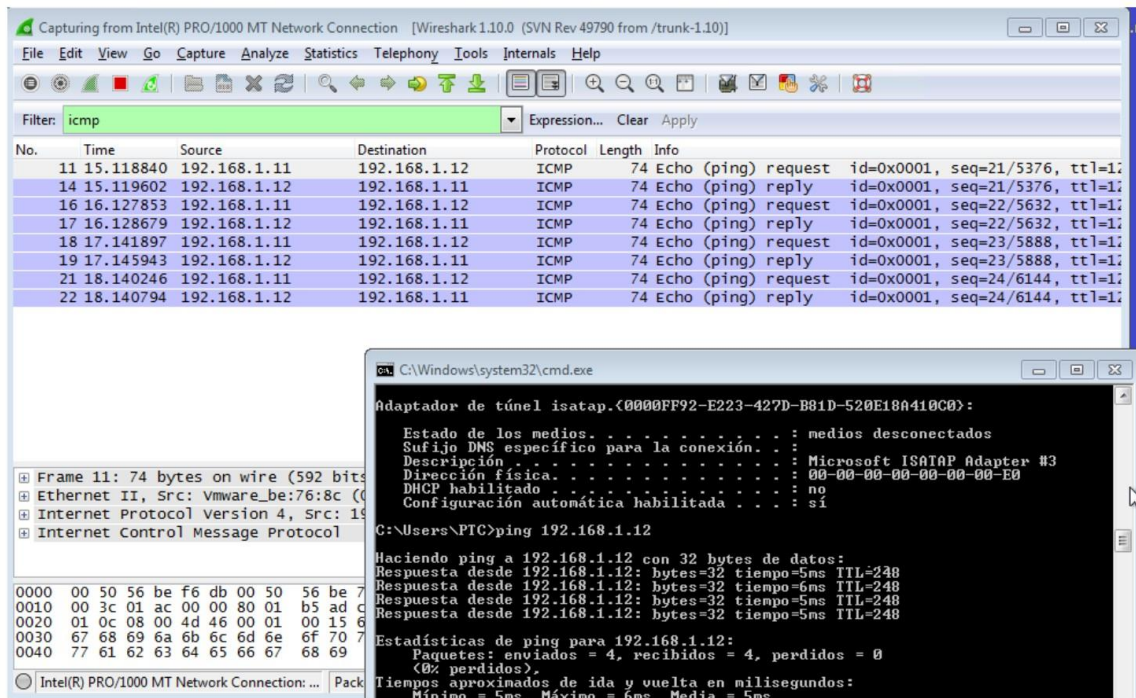 Capturing from Intel(R) PRO/1000 MT Network Connection [Wireshark 1.10.0 (SVN Rev 49790 from /trunk-1.10)]
File Edit View Go Capture Analyze Statistics Telephony Tools Internals Help
Filter: icmp Expression... Clear Apply
No. Time Source Destination Protocol Length Info
11 15.118840 192.168.1.11 192.168.1.12 ICMP 74 Echo (ping) request id=0x0001, seq=21/5376, ttl=12
14 15.119602 192.168.1.12 192.168.1.11 ICMP 74 Echo (ping) reply id=0x0001, seq=21/5376, ttl=12
16 16.127853 192.168.1.11 192.168.1.12 ICMP 74 Echo (ping) request id=0x0001, seq=22/5632, ttl=12
17 16.128679 192.168.1.12 192.168.1.11 ICMP 74 Echo (ping) reply id=0x0001, seq=22/5632, ttl=12
18 17.141897 192.168.1.11 192.168.1.12 ICMP 74 Echo (ping) request id=0x0001, seq=23/5888, ttl=12
19 17.145943 192.168.1.12 192.168.1.11 ICMP 74 Echo (ping) reply id=0x0001, seq=23/5888, ttl=12
21 18.140246 192.168.1.11 192.168.1.12 ICMP 74 Echo (ping) request id=0x0001, seq=24/6144, ttl=12
22 18.140794 192.168.1.12 192.168.1.11 ICMP 74 Echo (ping) reply id=0x0001, seq=24/6144, ttl=12
Frame 11: 74 bytes on wire (592 bits
Ethernet II, Src: Vmware_be:76:8c (
Internet Protocol Version 4, Src: 19
Internet Control Message Protocol
0000 00 50 56 be f6 db 00 50 56 be 7
0010 00 3c 01 ac 00 00 80 01 b5 ad c
0020 01 0c 08 00 4d 46 00 01 00 15 6
0030 67 68 69 6a 6b 6c 6d 6e 6f 70 7
0040 77 61 62 63 64 65 66 67 68 69
Intel(R) PRO/1000 MT Network Connection: ... Pack
C:\Windows\system32\cmd.exe
Adaptador de túnel isatap.{0000FF92-E223-427D-B81D-520E18A410C0}:
Estado de los medios. . . . . . . . . . . : medios desconectados
Sufijo DNS específico para la conexión. . :
Descripción . . . . . . . . . . . . . . . : Microsoft ISATAP Adapter #3
Dirección física. . . . . . . . . . . . . : 00-00-00-00-00-00-00-E0
DHCP habilitado . . . . . . . . . . . . . : no
Configuración automática habilitada . . . : sí
C:\Users\PTC>ping 192.168.1.12
Haciendo ping a 192.168.1.12 con 32 bytes de datos:
Respuesta desde 192.168.1.12: bytes=32 tiempo=5ms TTL=248
Respuesta desde 192.168.1.12: bytes=32 tiempo=6ms TTL=248
Respuesta desde 192.168.1.12: bytes=32 tiempo=5ms TTL=248
Respuesta desde 192.168.1.12: bytes=32 tiempo=5ms TTL=248
Estadísticas de ping para 192.168.1.12:
Paquetes: enviados = 4, recibidos = 4, perdidos = 0
(0% perdidos),
Tiempos aproximados de ida y vuelta en milisegundos:
Mínimo = 5ms, Máximo = 6ms, Media = 5ms